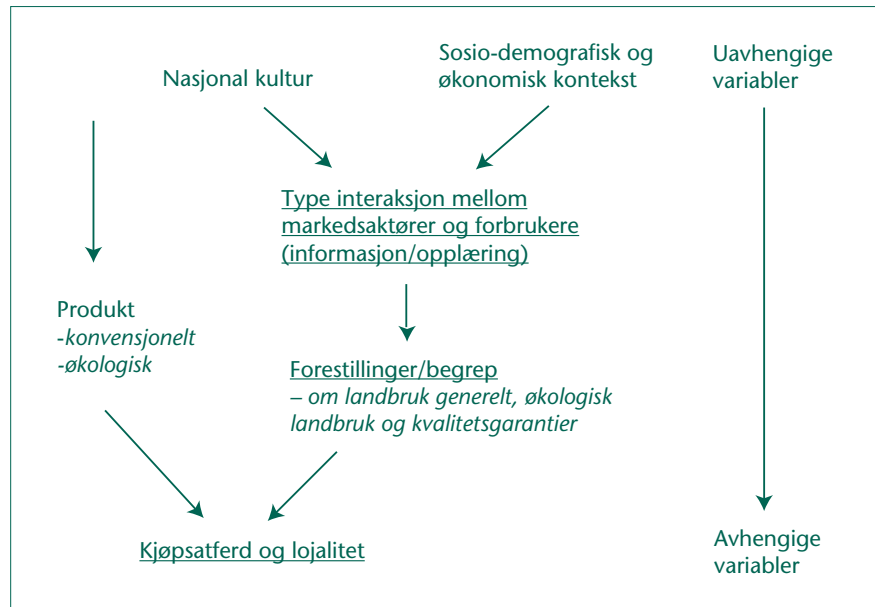 Nasjonal kultur
Sosio-demografisk og
økonomisk kontekst
Uavhengige
variabler
Type interaksjon mellom
markedsaktører og forbrukere
(informasjon/opplæring)
Produkt
-konvensjonelt
-økologisk
Forestillinger/begrep
– om landbruk generelt, økologisk
landbruk og kvalitetsgarantier
Kjøpsatferd og lojalitet
Avhengige
variabler